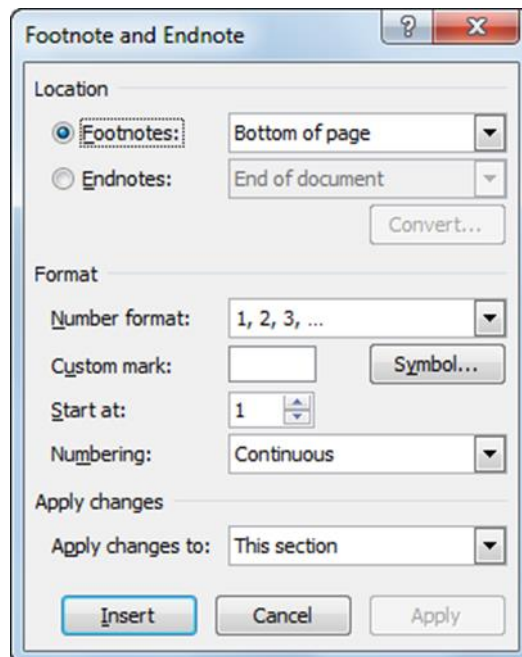 Footnote and Endnote
Location
Footnotes: Bottom of page
Endnotes: End of document
Convert...
Format
Number format: 1, 2, 3, ...
Custom mark: Symbol...
Start at: 1
Numbering: Continuous
Apply changes
Apply changes to: This section
Insert Cancel Apply